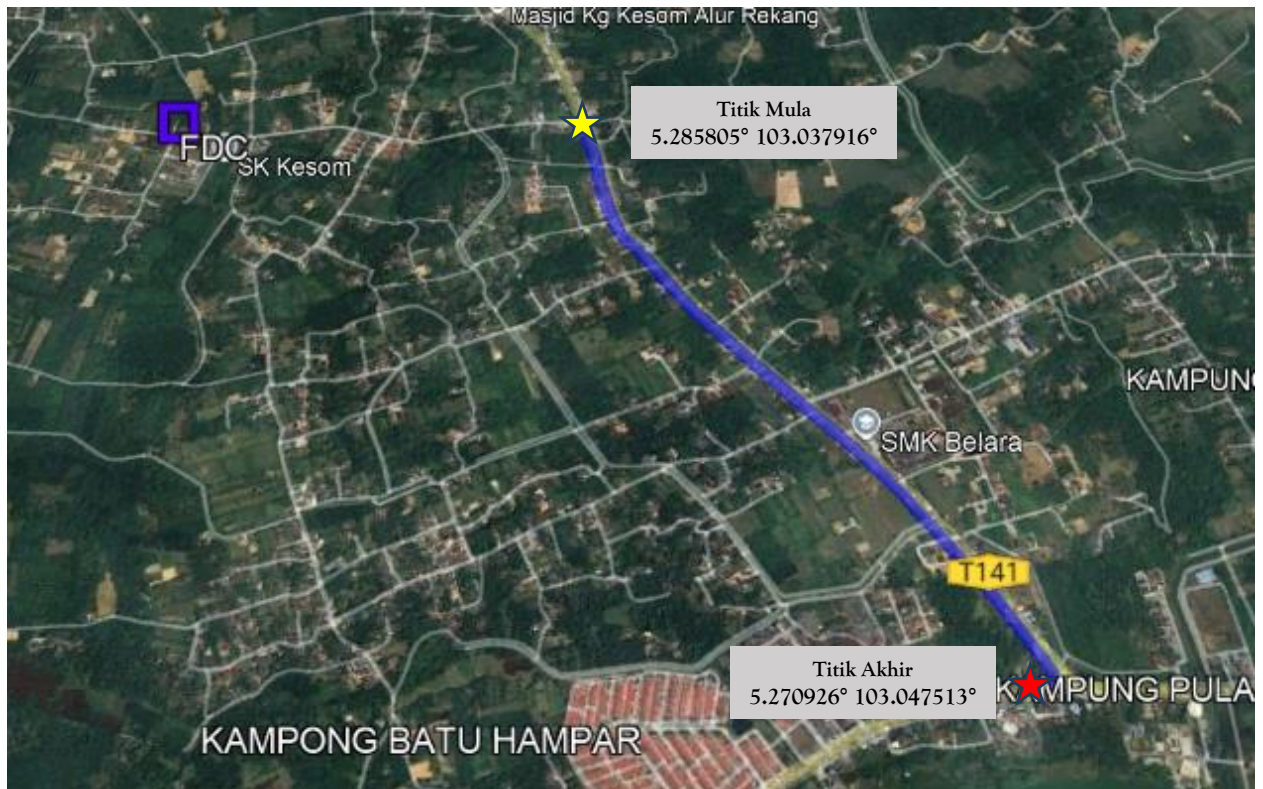 Masjid Kg Kesom Alur Rekang
Titik Mula
5.285805° 103.037916°
FDC
SK Kesom
KAMPUNG
SMK Belara
T141
Titik Akhir
5.270926° 103.047513°
KAMPUNG PULA
KAMPONG BATU HAMPAR